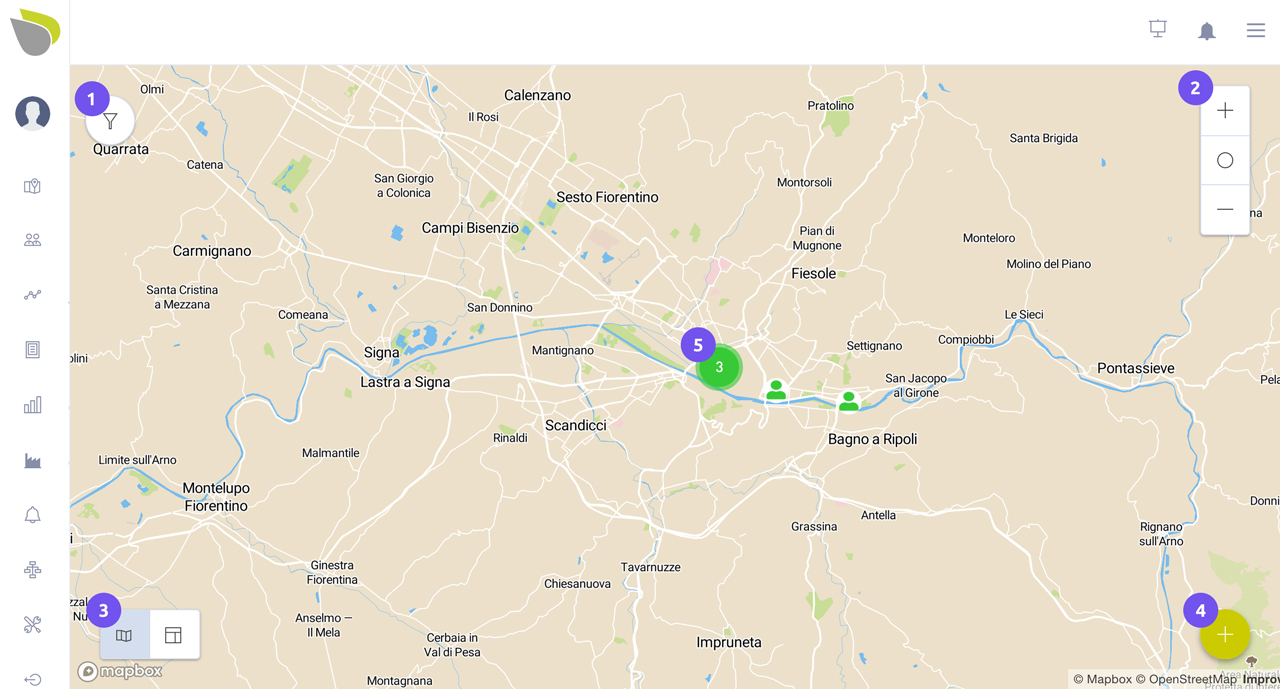 Olmi
Calenzano
Il Rosi
Pratolino
1
2
Quarrata
Santa Brigida
Catena
San Giorgio
a Colonica
Montorsoli
Sesto Fiorentino
Campi Bisenzio
Pian di
Mugnone
Monteloro
Carmignano
Molino del Piano
Fiesole
Santa Cristina
a Mezzana
San Donnino
Comeana
Le Sieci
Compiobbi
5
Settignano
Mantignano
Signa
3
Pontassieve
Lastra a Signa
San Jacopo
al Girone
Scandicci
Bagno a Ripoli
Rinaldi
Malmantile
Limite sull'Arno
Montelupo
Fiorentino
Antella
Grassina
Rignano
sull'Arno
Ginestra
Fiorentina
Tavarnuzze
Chiesanuova
3
4
Anselmo —
Il Mela
Cerbaia in
Val di Pesa
Impruneta
Montagnana
mapbox
© Mapbox © OpenStreetMap Improv